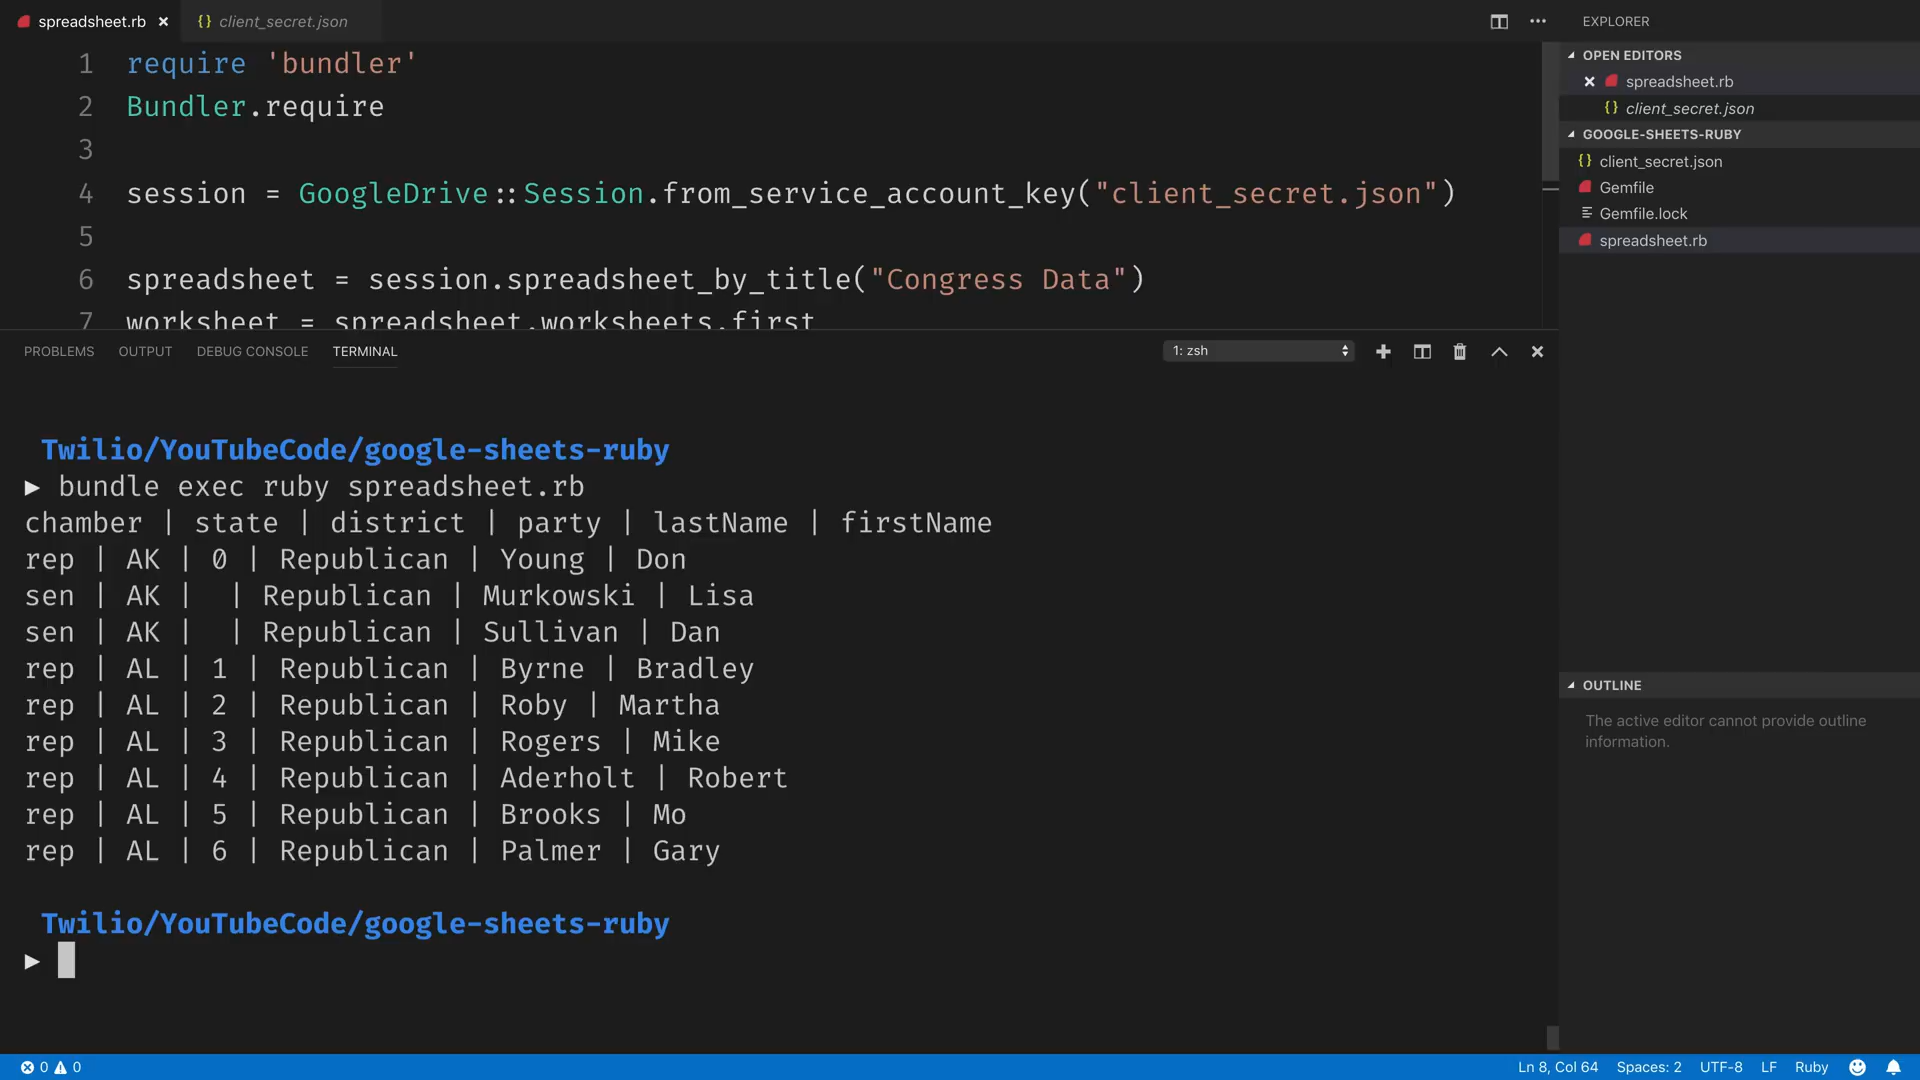 spreadsheet.rb
client_secret.json
EXPLORER
1 require 'bundler'
2 Bundler.require
3
4 session = GoogleDrive::Session.from_service_account_key("client_secret.json")
5
6 spreadsheet = session.spreadsheet_by_title("Congress Data")
7 worksheet = spreadsheet.worksheets.first
OPEN EDITORS
spreadsheet.rb
client_secret.json
GOOGLE-SHEETS-RUBY
client_secret.json
Gemfile
Gemfile.lock
spreadsheet.rb
PROBLEMS OUTPUT DEBUG CONSOLE TERMINAL
1: zsh
Twilio/YouTubeCode/google-sheets-ruby
▶ bundle exec ruby spreadsheet.rb
chamber | state | district | party | lastName | firstName
rep | AK | 0 | Republican | Young | Don
sen | AK |  | Republican | Murkowski | Lisa
sen | AK |  | Republican | Sullivan | Dan
rep | AL | 1 | Republican | Byrne | Bradley
rep | AL | 2 | Republican | Roby | Martha
rep | AL | 3 | Republican | Rogers | Mike
rep | AL | 4 | Republican | Aderholt | Robert
rep | AL | 5 | Republican | Brooks | Mo
rep | AL | 6 | Republican | Palmer | Gary
Twilio/YouTubeCode/google-sheets-ruby
▶
OUTLINE
The active editor cannot provide outline
information.
0 0
Ln 8, Col 64 Spaces: 2 UTF-8 LF Ruby